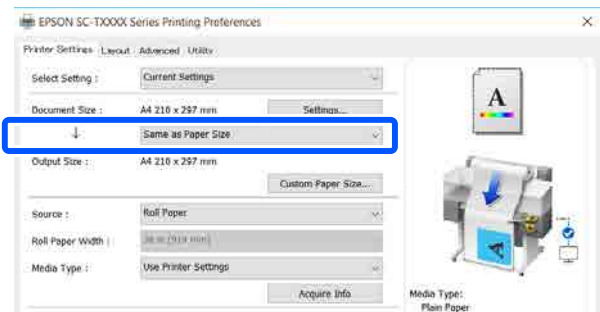 EPSON SC-TXXXX Series Printing Preferences
Printer Settings Layout Advanced Utility
Select Setting : Current Settings
Document Size : A4 210 x 297 mm Settings...
↓ Same as Paper Size
Output Size : A4 210 x 297 mm
Custom Paper Size...
Source : Roll Paper
Roll Paper Width :
Media Type : Use Printer Settings
Acquire Info
A
Media Type:
Plain Paper